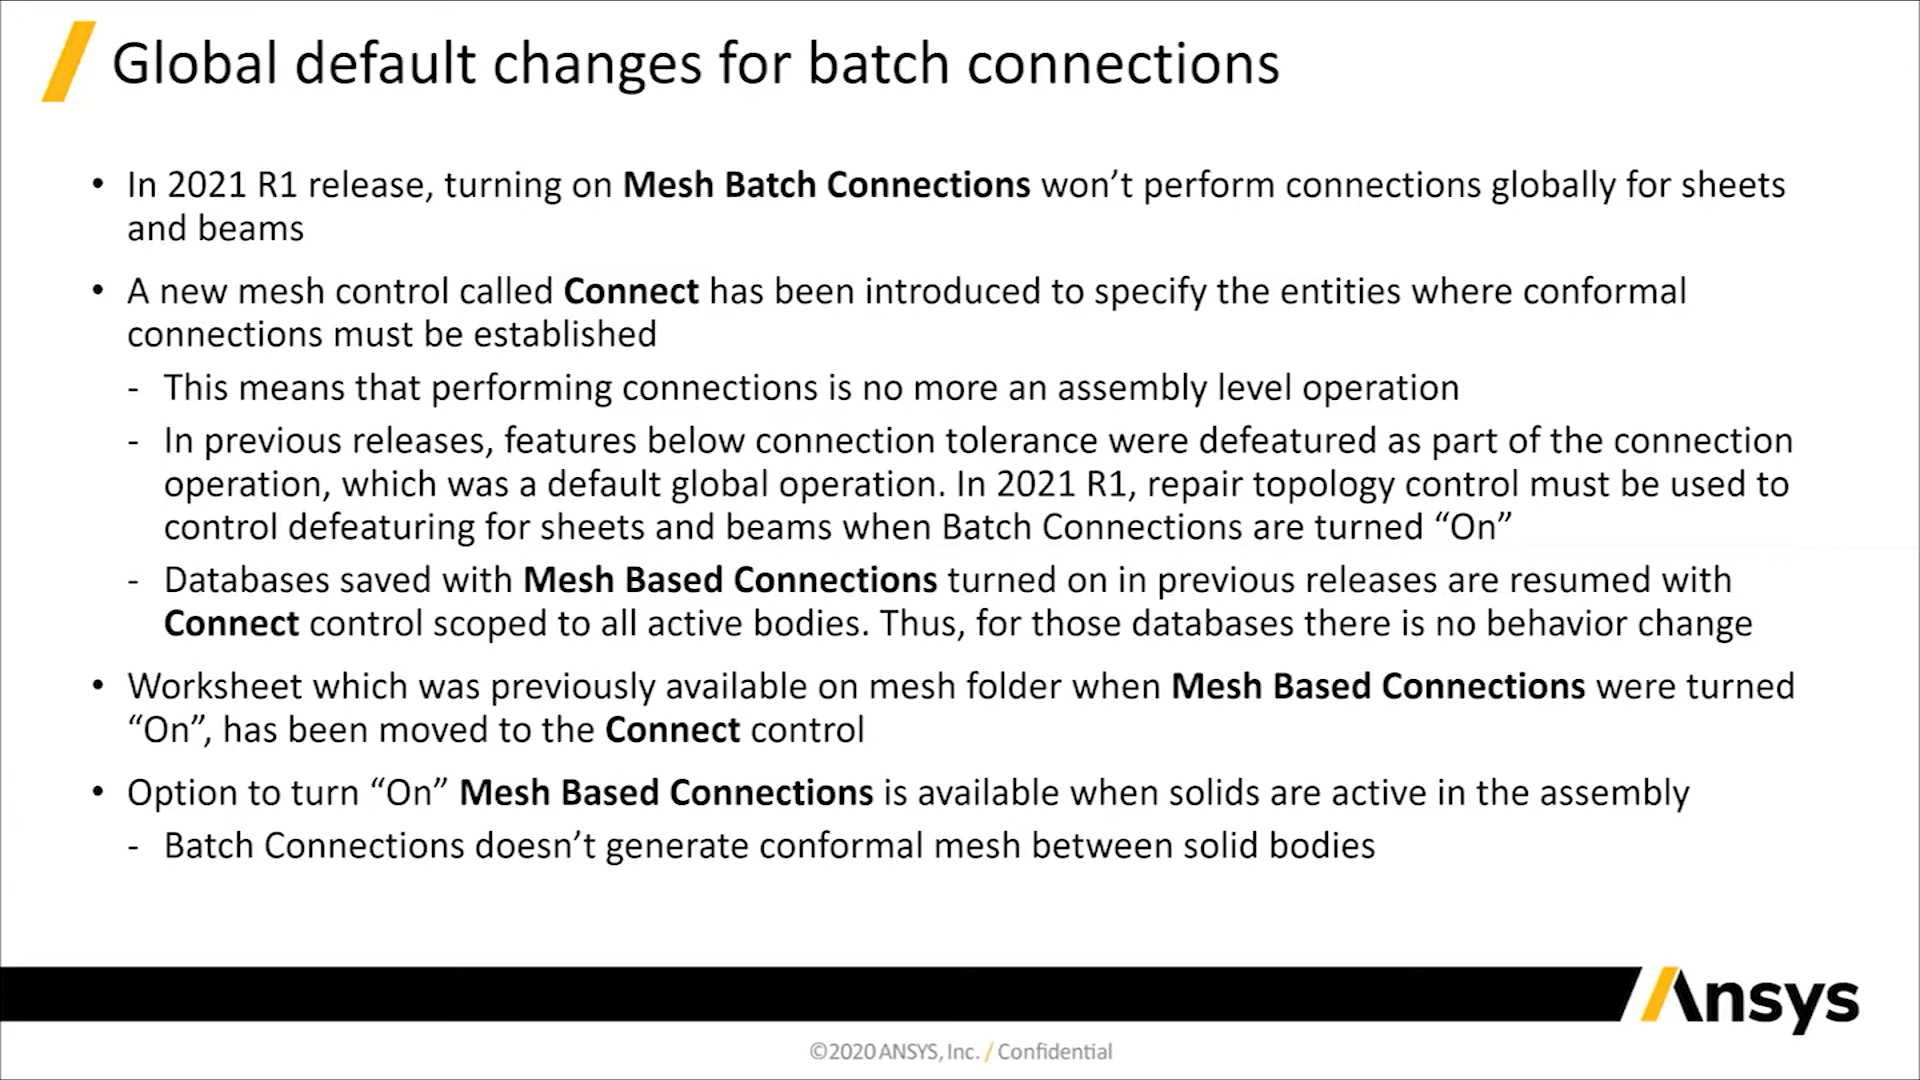 Global default changes for batch connections
• In 2021 R1 release, turning on Mesh Batch Connections won’t perform connections globally for sheets
and beams
• A new mesh control called Connect has been introduced to specify the entities where conformal
connections must be established
- This means that performing connections is no more an assembly level operation
- In previous releases, features below connection tolerance were defeatured as part of the connection
operation, which was a default global operation. In 2021 R1, repair topology control must be used to
control defeaturing for sheets and beams when Batch Connections are turned “On”
- Databases saved with Mesh Based Connections turned on in previous releases are resumed with
Connect control scoped to all active bodies. Thus, for those databases there is no behavior change
• Worksheet which was previously available on mesh folder when Mesh Based Connections were turned
“On”, has been moved to the Connect control
• Option to turn “On” Mesh Based Connections is available when solids are active in the assembly
- Batch Connections doesn’t generate conformal mesh between solid bodies
Ansys
©2020 ANSYS, Inc. / Confidential